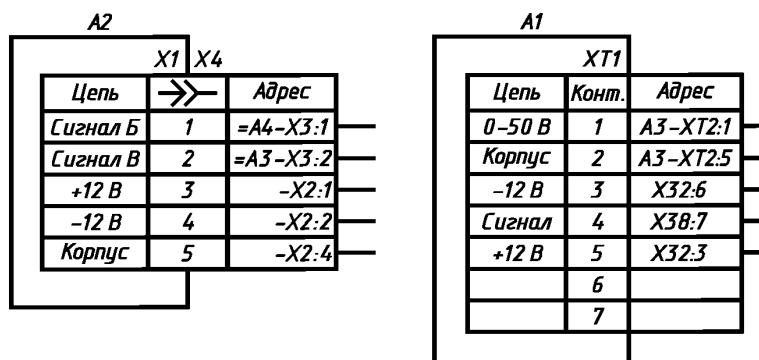 A2
X1 X4
Цепь Адрес
Сигнал Б 1 =A4-X3:1
Сигнал В 2 =A3-X3:2
+12 В 3 -X2:1
-12 В 4 -X2:2
Корпус 5 -X2:4
A1
XT1
Цепь Конт. Адрес
0-50 В 1 A3-XT2:1
Корпус 2 A3-XT2:5
-12 В 3 X32:6
Сигнал 4 X38:7
+12 В 5 X32:3
6
7